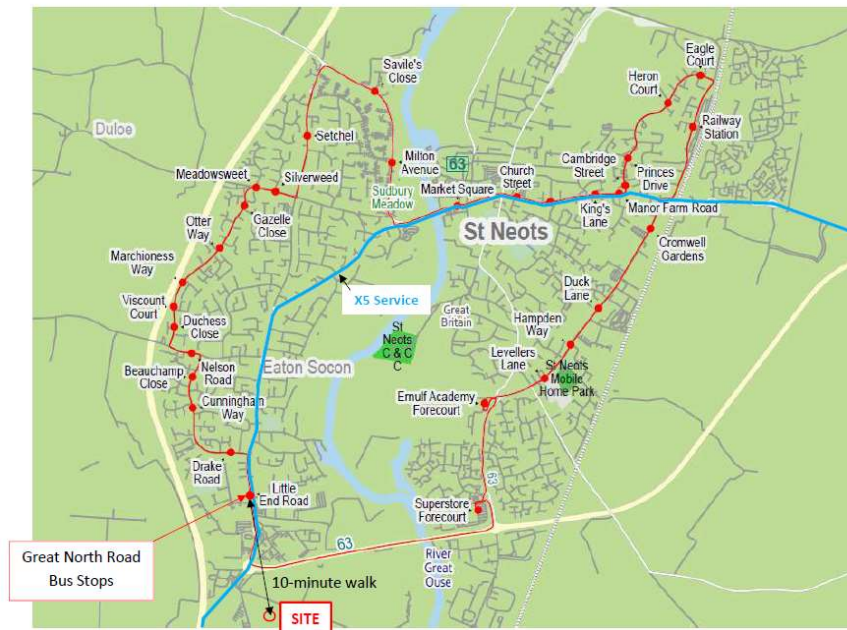 Eagle
Court
Savile's
Close
Heron
Court
Railway
Station
Duloe
Setchel
Milton
Avenue
63
Church
Street
Cambridge
Street
Princes
Drive
Meadowsweet
Silverweed
Sudbury
Meadow
Market Square
King's
Lane
Manor Farm Road
Otter
Way
Gazelle
Close
St Neots
Cromwell
Gardens
Marchioness
Way
X5 Service
Duck
Lane
Viscount
Court
Duchess
Close
Great
Britain
Hampden
Way
St
Neots
C & C
C
Levellers
Lane
St Neots
Mobile
Home Park
Eaton Socon
Beauchamp
Close
Nelson
Road
Cunningham
Way
Ernulf Academy
Forecourt
Drake
Road
63
Little
End Road
Superstore
Forecourt
Great North Road
Bus Stops
63
River
Great
Ouse
10-minute walk
SITE